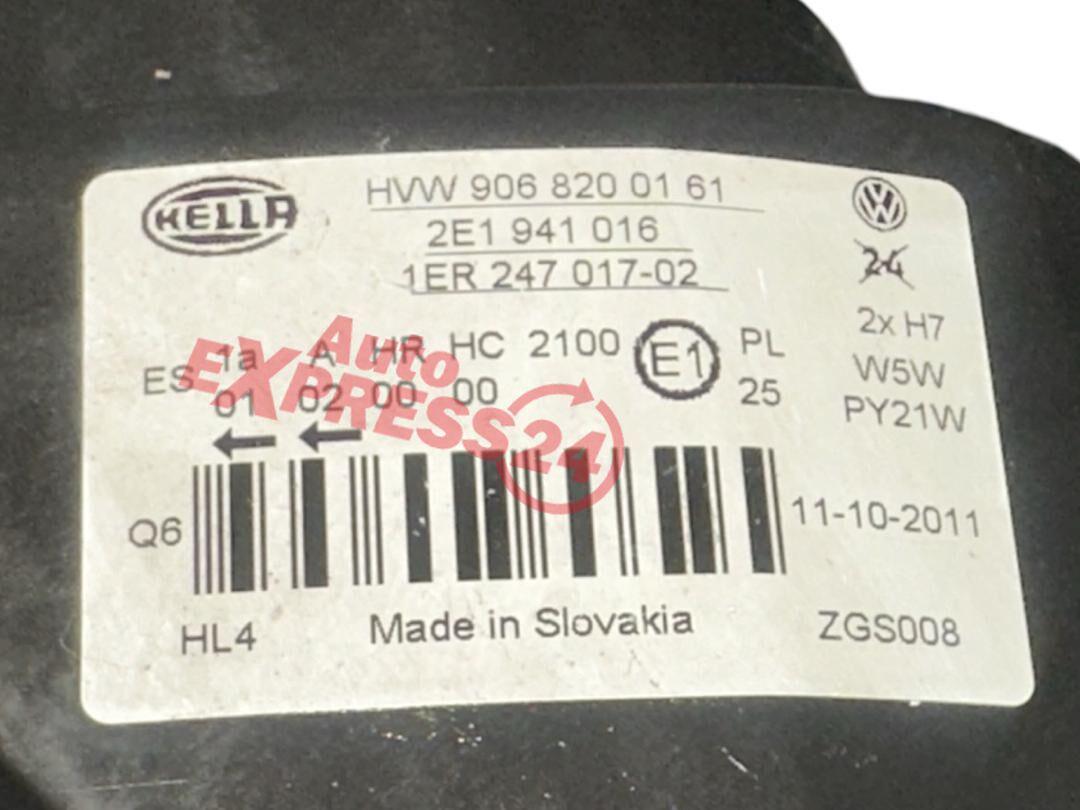 HELLA
HVW 906 820 01 61
2E1 941 016
1ER 247 017-02
24
2x H7
W5W
PY21W
1a A HR HC 2100 E1 PL
ES 01 02 00 00 25
Auto
EXPRESS24
Q6
11-10-2011
HL4
Made in Slovakia
ZGS008